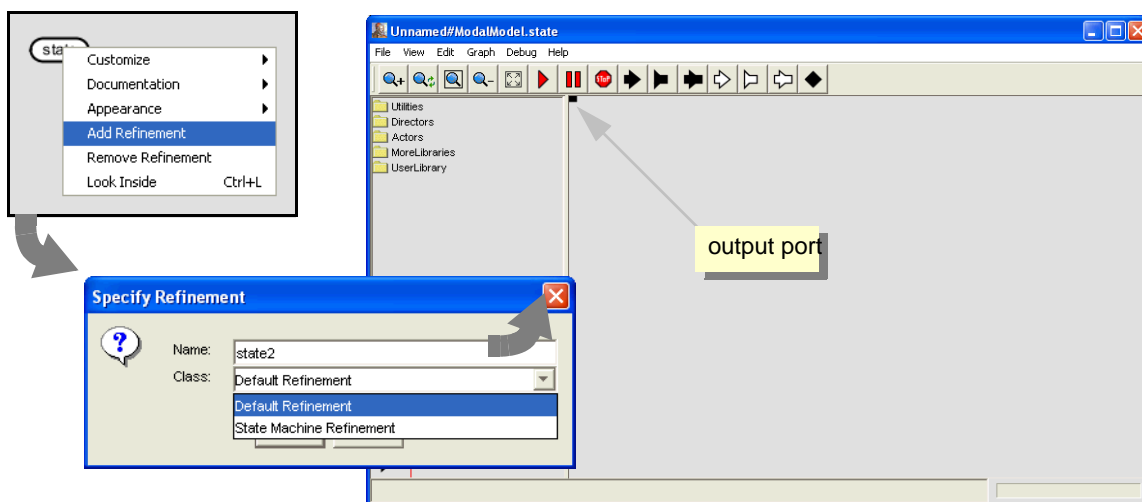 state
Customize
Documentation
Appearance
Add Refinement
Remove Refinement
Look Inside Ctrl+L
Unnamed#ModalModel.state
File View Edit Graph Debug Help
STOP
Utilities
Directors
Actors
MoreLibraries
UserLibrary
output port
Specify Refinement
?
Name: state2
Class: Default Refinement
Default Refinement
State Machine Refinement